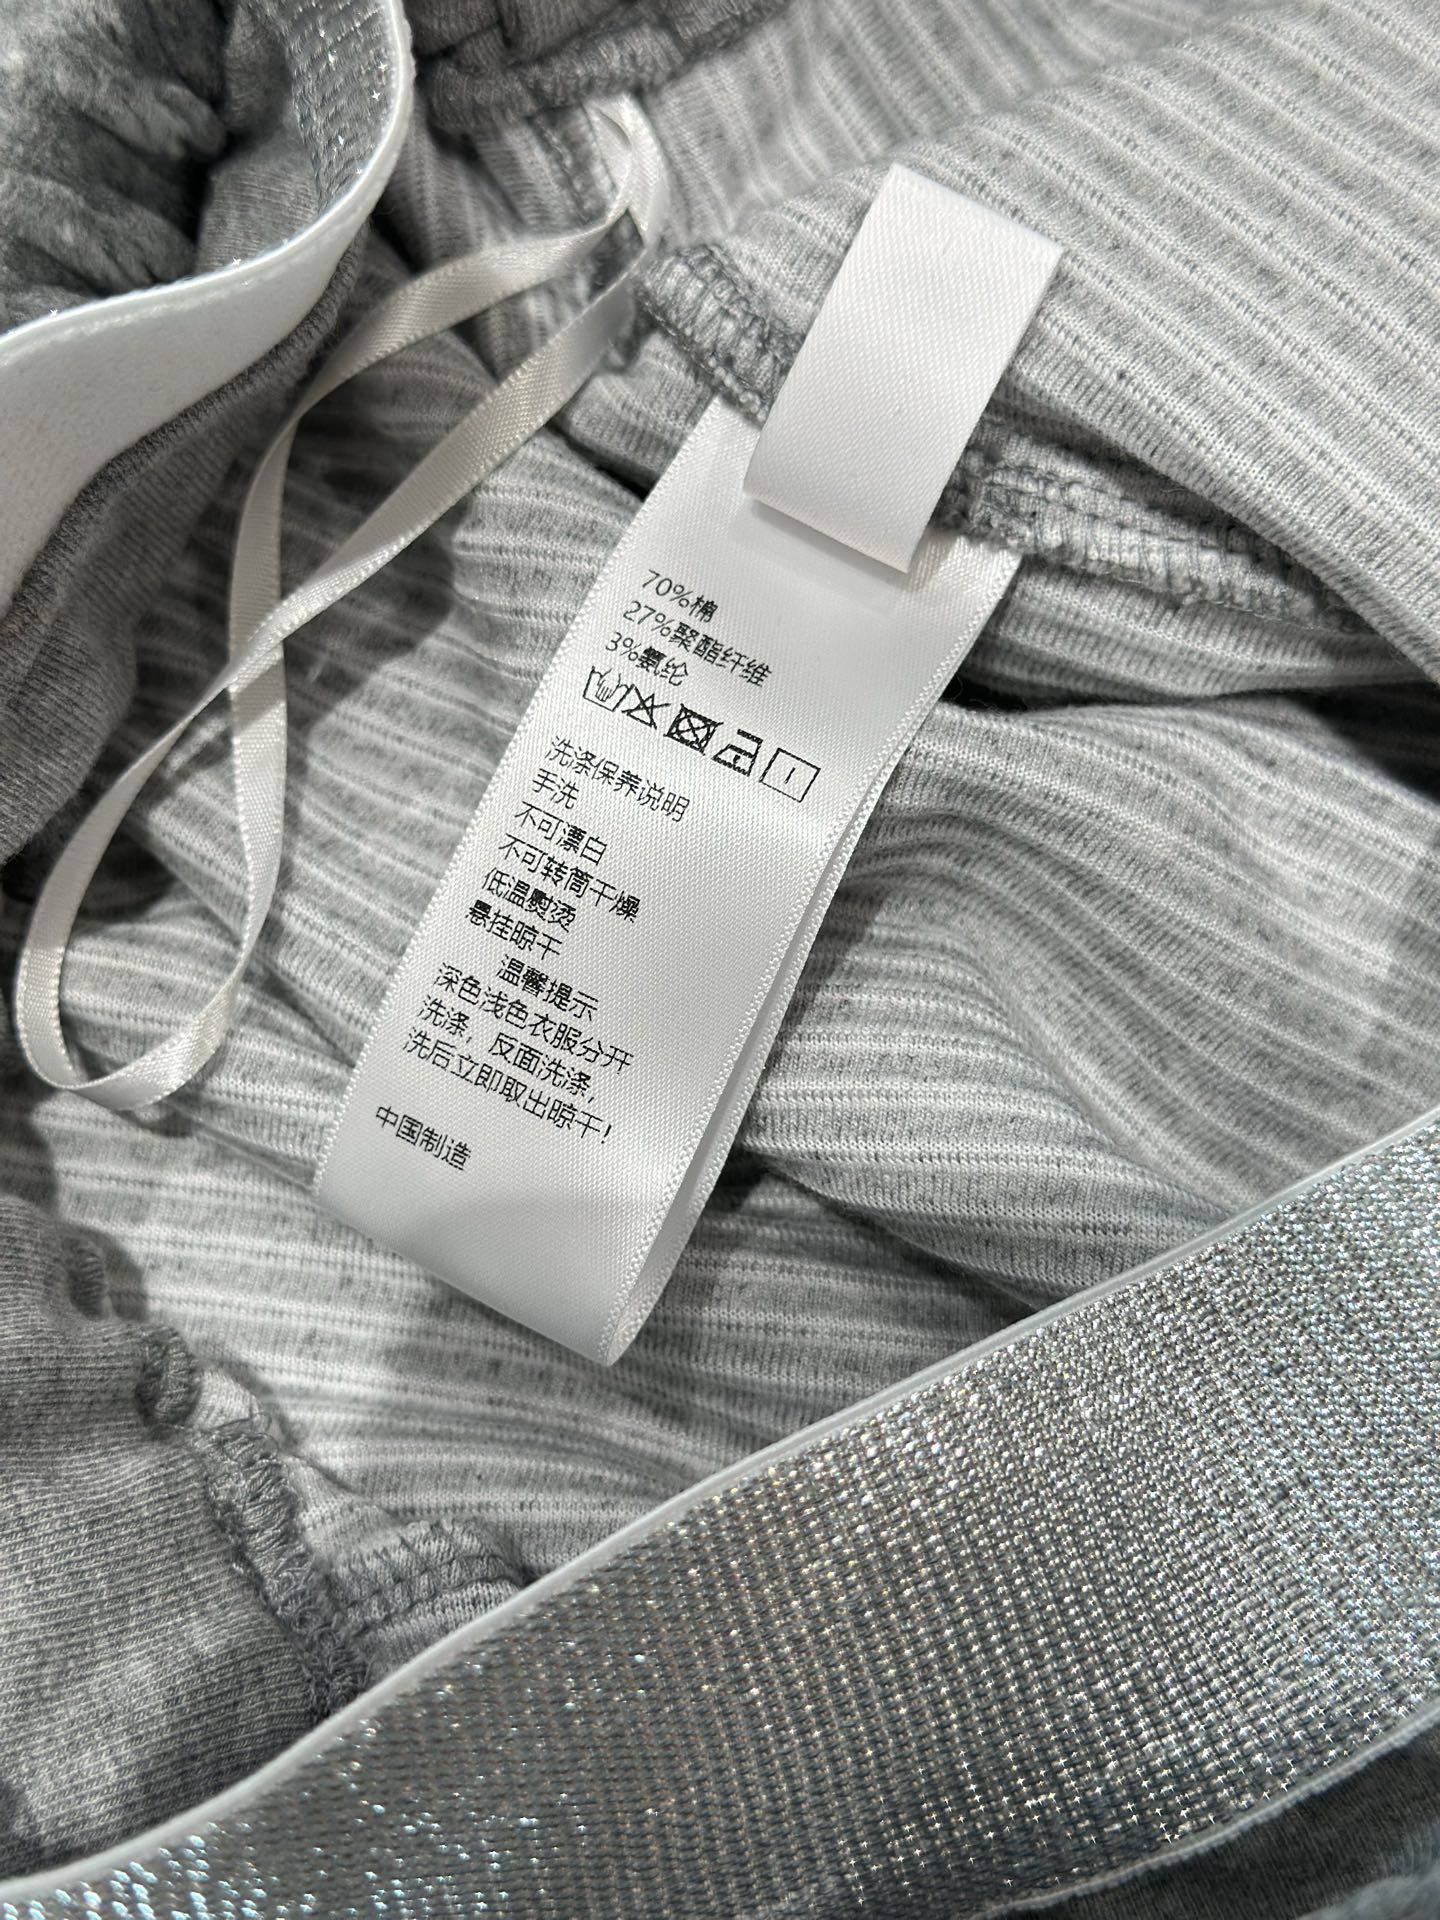 70%棉
27%聚酯纤维
3%氨纶
洗涤保养说明
手洗
不可漂白
不可转筒干燥
低温熨烫
悬挂晾干
温馨提示
深色浅色衣服分开
洗涤，反面洗涤，
洗后立即取出晾干！
中国制造